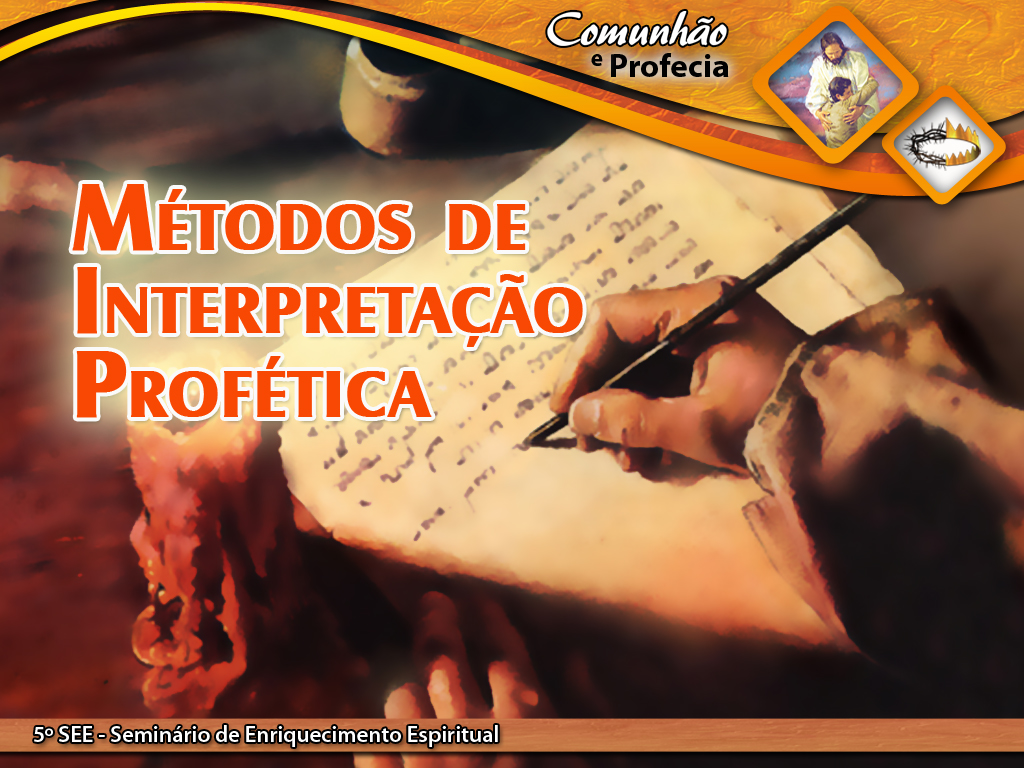 Comunhão
e Profecia
MÉTODOS DE
INTERPRETAÇÃO
PROFÉTICA
5º SEE - Seminário de Enriquecimento Espiritual